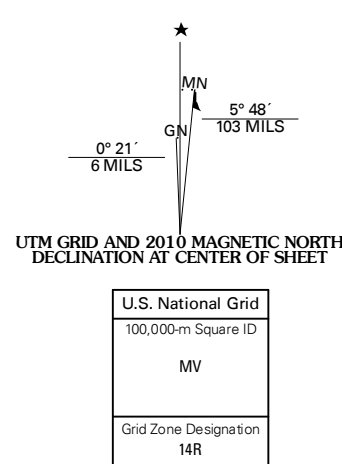 MN
5° 48´
103 MILS
GN
0° 21´
6 MILS
UTM GRID AND 2010 MAGNETIC NORTH
DECLINATION AT CENTER OF SHEET
U.S. National Grid
100,000-m Square ID
MV
Grid Zone Designation
14R